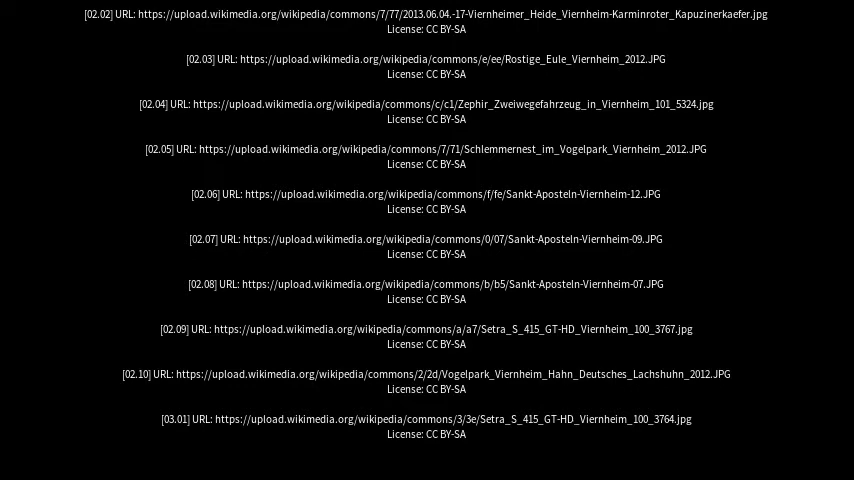 [02.02] URL: https://upload.wikimedia.org/wikipedia/commons/7/77/2013.06.04.-17-Viernheimer_Heide_Viernheim-Karminroter_Kapuzinerkaefer.jpg
License: CC BY-SA
[02.03] URL: https://upload.wikimedia.org/wikipedia/commons/e/ee/Rostige_Eule_Viernheim_2012.JPG
License: CC BY-SA
[02.04] URL: https://upload.wikimedia.org/wikipedia/commons/c/c1/Zephir_Zweiwegefahrzeug_in_Viernheim_101_5324.jpg
License: CC BY-SA
[02.05] URL: https://upload.wikimedia.org/wikipedia/commons/7/71/Schlemmernest_im_Vogelpark_Viernheim_2012.JPG
License: CC BY-SA
[02.06] URL: https://upload.wikimedia.org/wikipedia/commons/f/fe/Sankt-Aposteln-Viernheim-12.JPG
License: CC BY-SA
[02.07] URL: https://upload.wikimedia.org/wikipedia/commons/0/07/Sankt-Aposteln-Viernheim-09.JPG
License: CC BY-SA
[02.08] URL: https://upload.wikimedia.org/wikipedia/commons/b/b5/Sankt-Aposteln-Viernheim-07.JPG
License: CC BY-SA
[02.09] URL: https://upload.wikimedia.org/wikipedia/commons/a/a7/Setra_S_415_GT-HD_Viernheim_100_3767.jpg
License: CC BY-SA
[02.10] URL: https://upload.wikimedia.org/wikipedia/commons/2/2d/Vogelpark_Viernheim_Hahn_Deutsches_Lachshuhn_2012.JPG
License: CC BY-SA
[03.01] URL: https://upload.wikimedia.org/wikipedia/commons/3/3e/Setra_S_415_GT-HD_Viernheim_100_3764.jpg
License: CC BY-SA